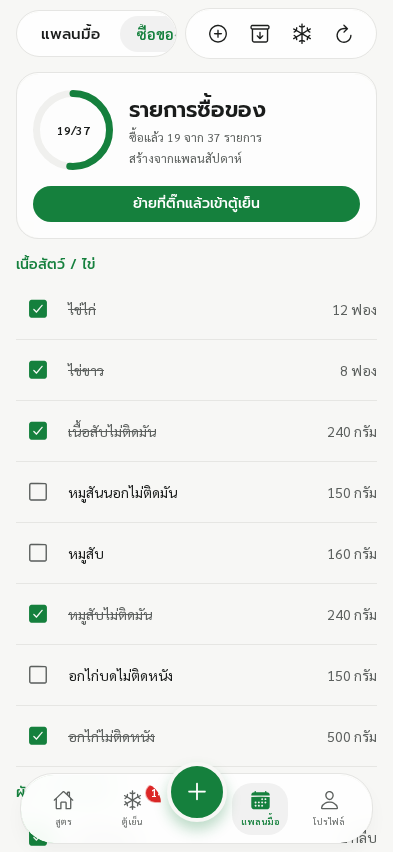 แพลนมื้อ
ซื้อขอ
19/37
รายการซื้อของ
ซื้อแล้ว 19 จาก 37 รายการ
สร้างจากแพลนสัปดาห์
ย้ายที่ติ๊กแล้วเข้าตู้เย็น
เนื้อสัตว์ / ไข่
ไข่ไก่ 12 ฟอง
ไข่ขาว 8 ฟอง
เนื้อสับไม่ติดมัน 240 กรัม
หมูสันนอกไม่ติดมัน 150 กรัม
หมูสับ 160 กรัม
หมูสับไม่ติดมัน 240 กรัม
อกไก่บดไม่ติดหนัง 150 กรัม
อกไก่ไม่ติดหนัง 500 กรัม
สูตร
ตู้เย็น
แพลนมื้อ
โปรไฟล์